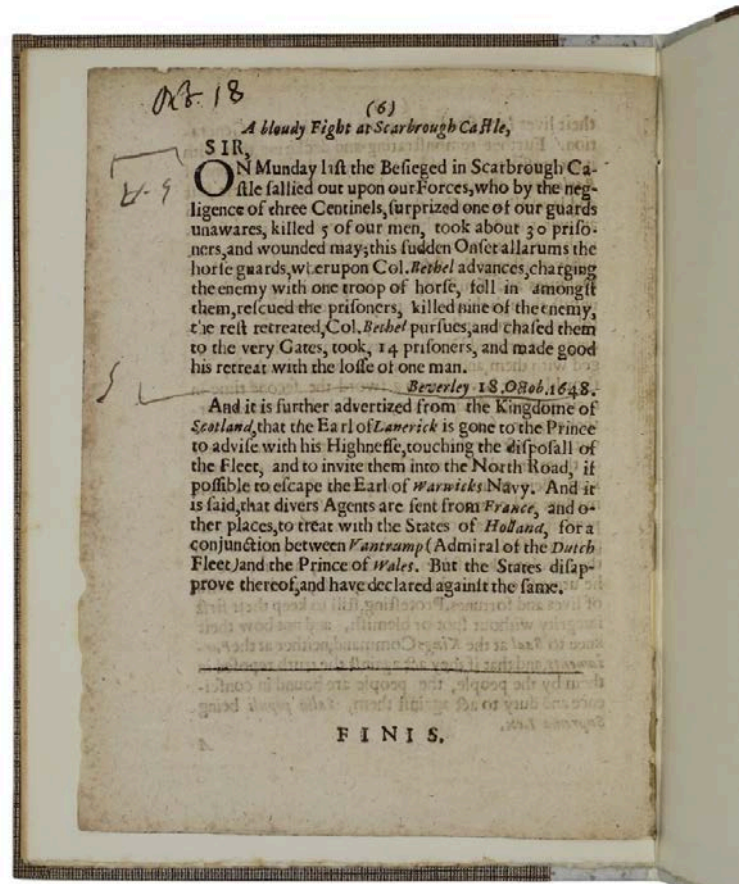 Octob. 18
(6)
A bloudy Fight at Scarbrough Caſtle,
SIR,
ON Munday laſt the Beſieged in Scarbrough Ca-
ſtle ſallied out upon our Forces,who by the neg-
ligence of three Centinels,ſurprized one of our guards
unawares, killed 5 of our men, took about 30 priſo-
ners,and wounded may;this ſudden Onſet allarums the
horſe guards,wherupon Col.Bethel advances,charging
the enemy with one troop of horſe, fell in amongſt
them,reſcued the priſoners, killed nine of the enemy,
the reſt retreated,Col.Bethel purſues,and chaſed them
to the very Gates, took, 14 priſoners, and made good
his retreat with the loſſe of one man.
Beverley 18.Octob.1648.
And it is further advertized from the Kingdome of
Scotland,that the Earl of Lanerick is gone to the Prince
to adviſe with his Highneſſe,touching the diſpoſall of
the Fleet, and to invite them into the North Road, if
poſſible to eſcape the Earl of Warwicks Navy. And it
is ſaid,that divers Agents are ſent from France, and o-
ther places,to treat with the States of Holland, for a
conjunction between Vantrump (Admiral of the Dutch
Fleet)and the Prince of Wales. But the States diſap-
prove thereof,and have declared againſt the ſame.
FINIS.